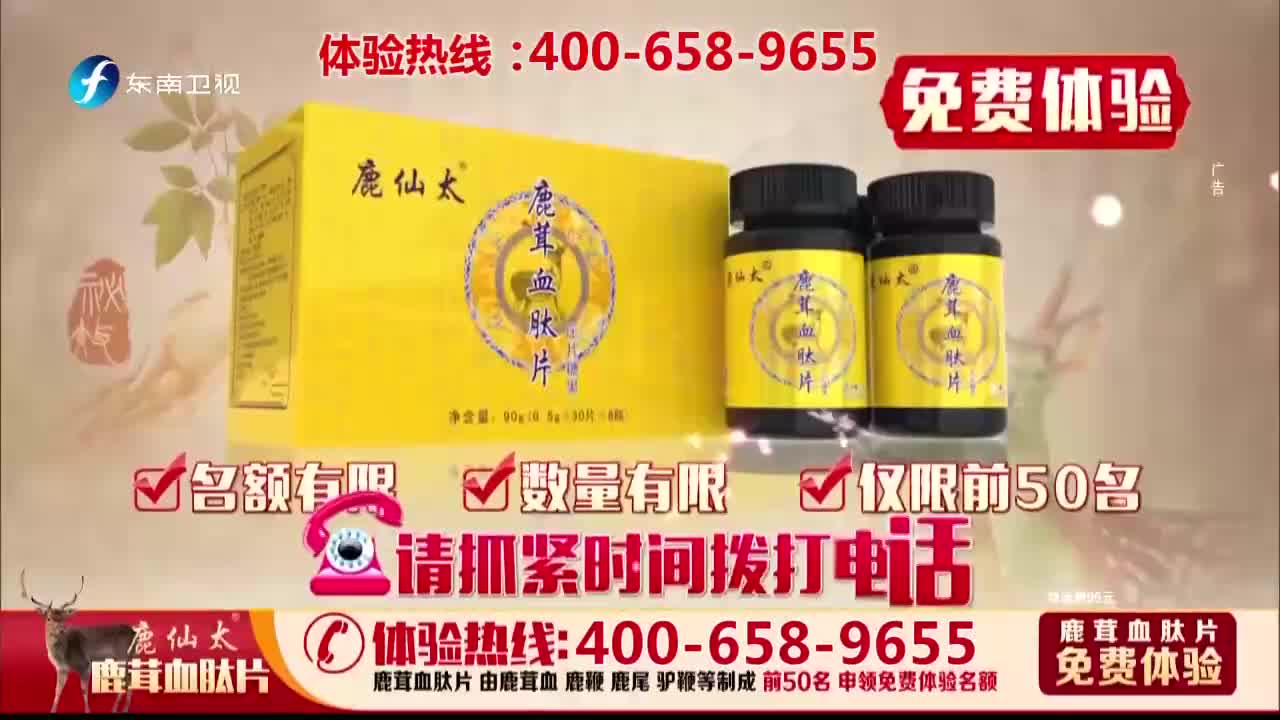 体验热线:400-658-9655
东南卫视
免费体验
广告
鹿仙太®
鹿茸血肽片
压片糖果
净含量: 90g(0.5g×30片×6瓶)
鹿仙太®
鹿茸血肽片
鹿仙太®
鹿茸血肽片
名额有限 数量有限 仅限前50名
请抓紧时间拨打电话
鹿仙太®
鹿茸血肽片
体验热线:400-658-9655
鹿茸血肽片 由鹿茸血 鹿鞭 鹿尾 驴鞭等制成 前50名 申领免费体验名额
鹿茸血肽片
免费体验